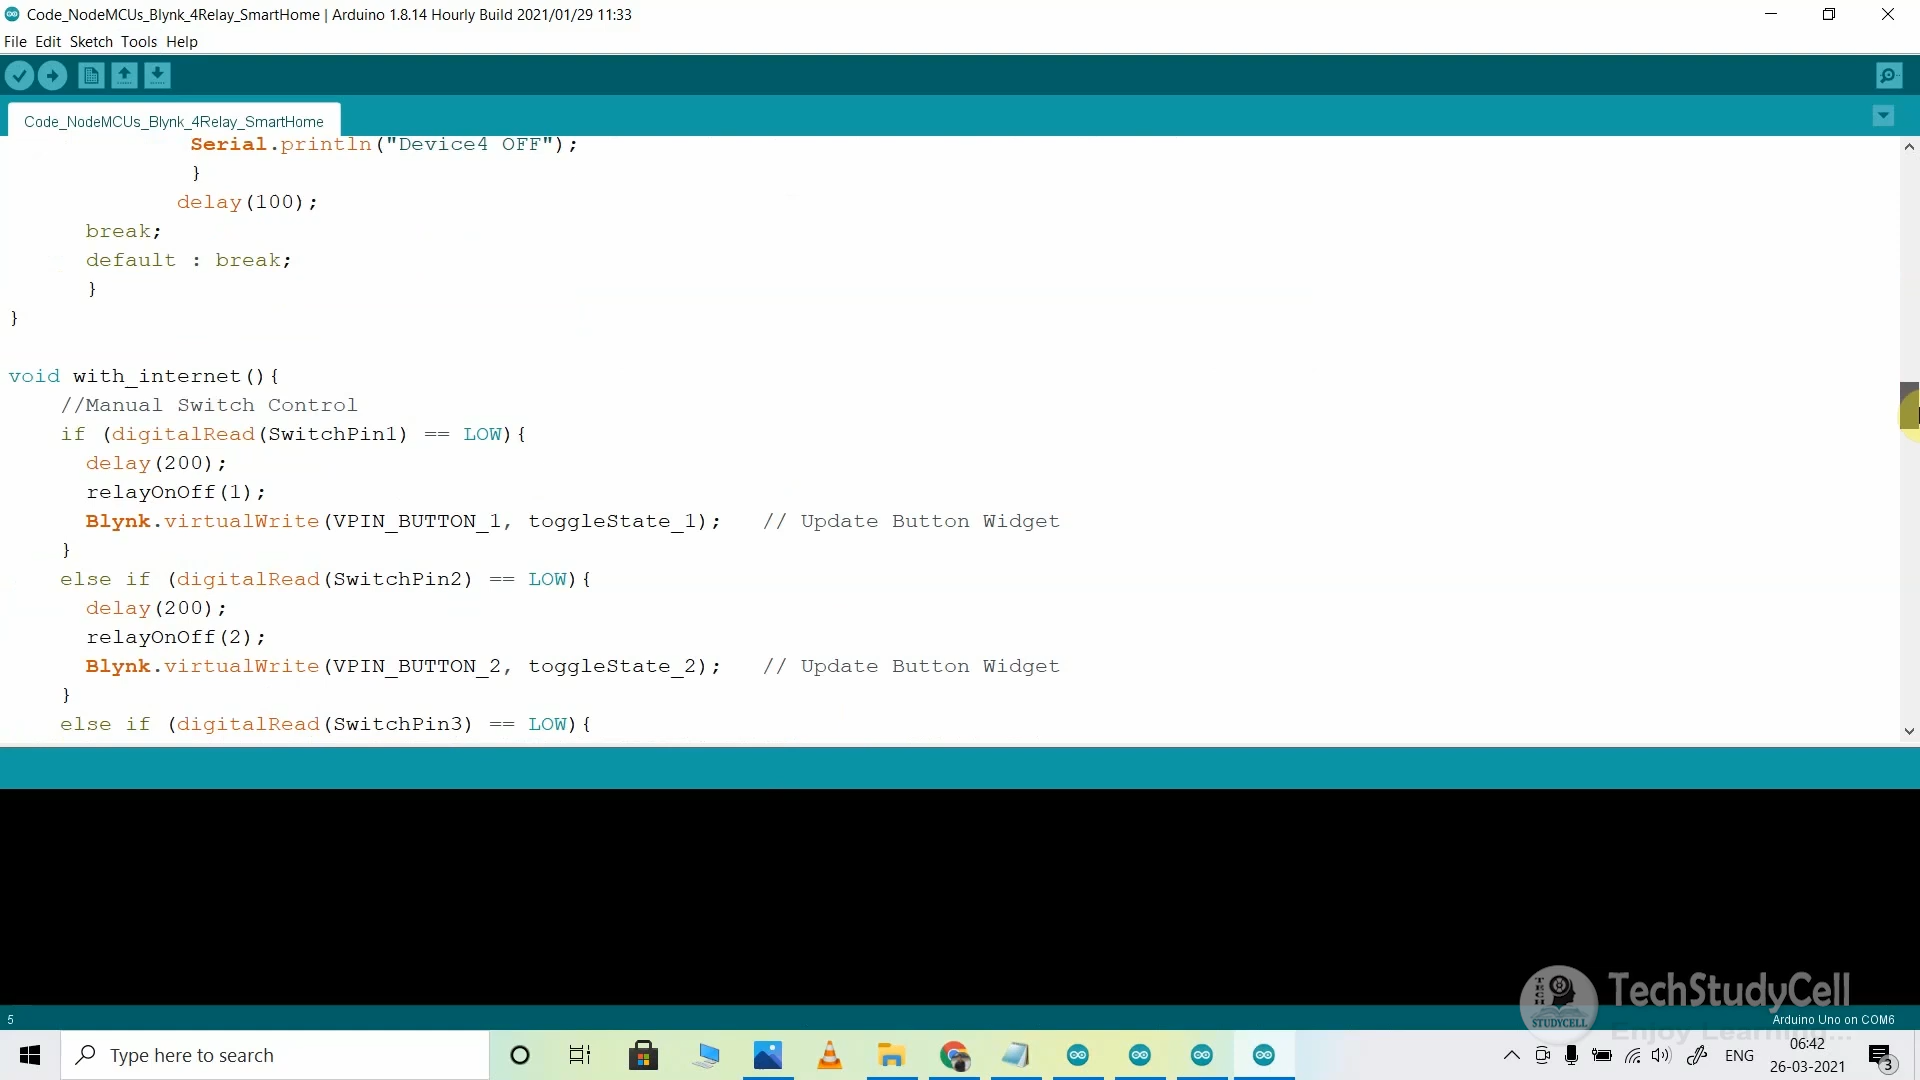 Code_NodeMCUs_Blynk_4Relay_SmartHome | Arduino 1.8.14 Hourly Build 2021/01/29 11:33
File Edit Sketch Tools Help
Code_NodeMCUs_Blynk_4Relay_SmartHome
Serial.println("Device4 OFF");
}
delay(100);
break;
default : break;
}
}
void with_internet(){
//Manual Switch Control
if (digitalRead(SwitchPin1) == LOW){
delay(200);
relayOnOff(1);
Blynk.virtualWrite(VPIN_BUTTON_1, toggleState_1);   // Update Button Widget
}
else if (digitalRead(SwitchPin2) == LOW){
delay(200);
relayOnOff(2);
Blynk.virtualWrite(VPIN_BUTTON_2, toggleState_2);   // Update Button Widget
}
else if (digitalRead(SwitchPin3) == LOW){
TECH
STUDYCELL
TechStudyCell
Enjoy Learning...
5
Arduino Uno on COM6
Type here to search
ENG
06:42
26-03-2021
3